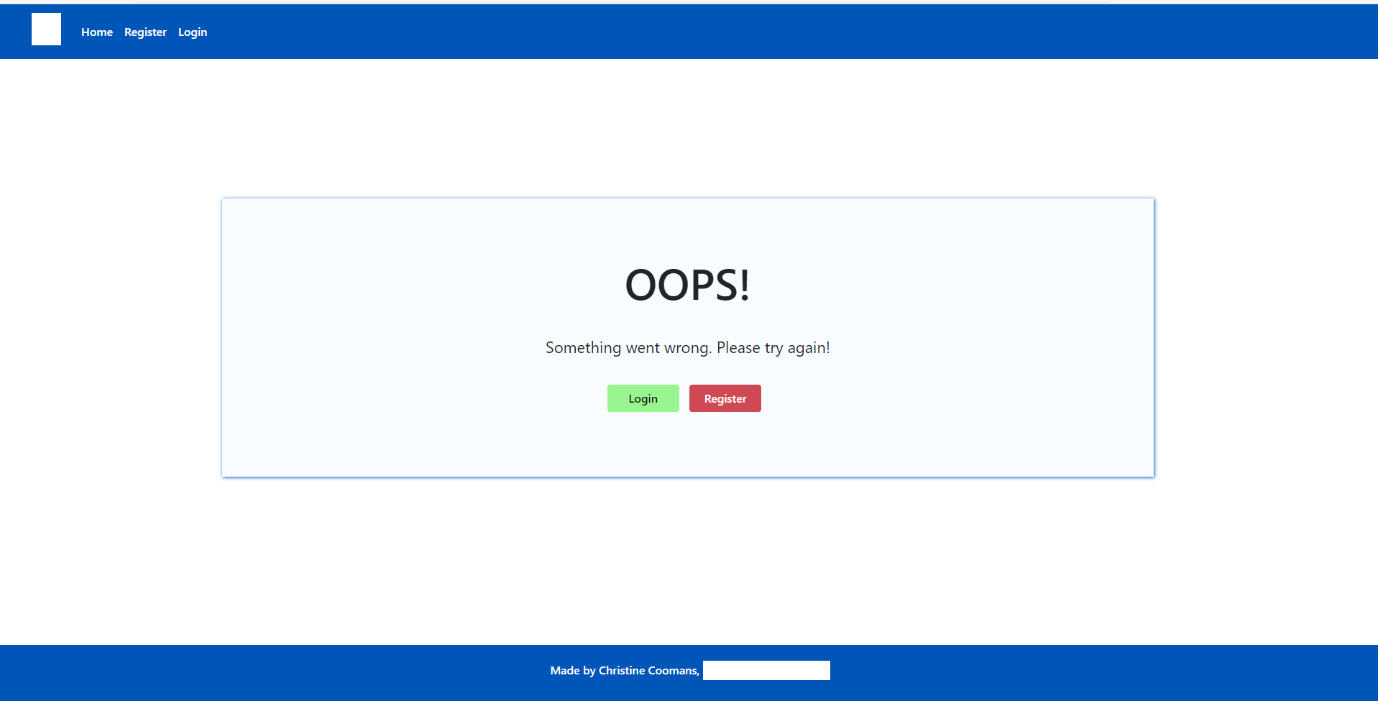 Home Register Login
OOPS!
Something went wrong. Please try again!
Login Register
Made by Christine Coomans,